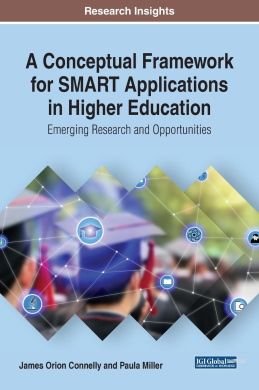 Research Insights
A Conceptual Framework
for SMART Applications
in Higher Education
Emerging Research and Opportunities
James Orion Connelly and Paula Miller
IGI Global